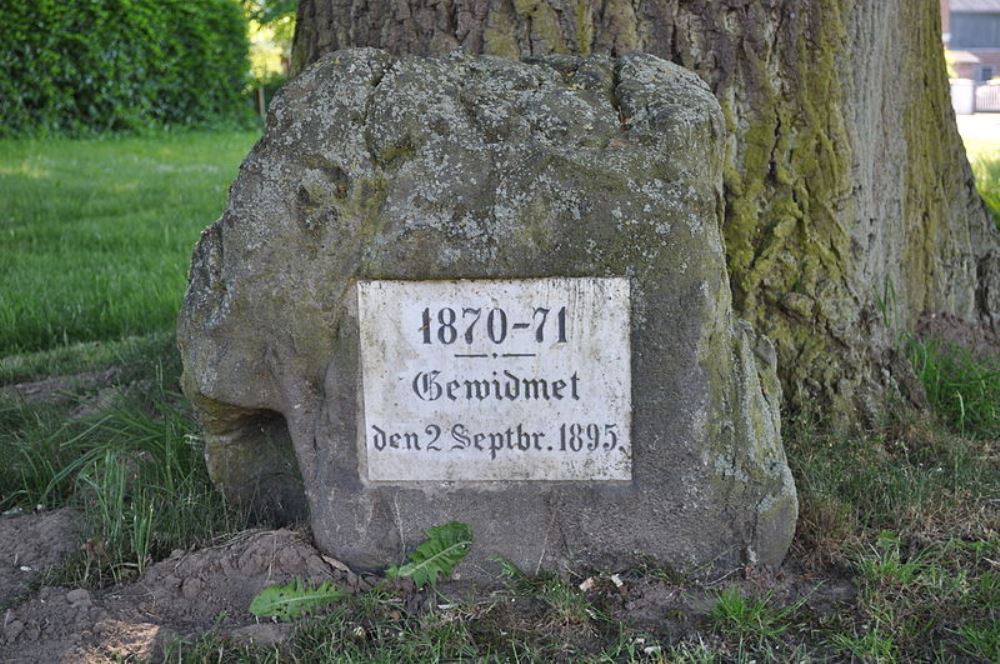 1870-71
Gewidmet
den 2 Septbr. 1895.